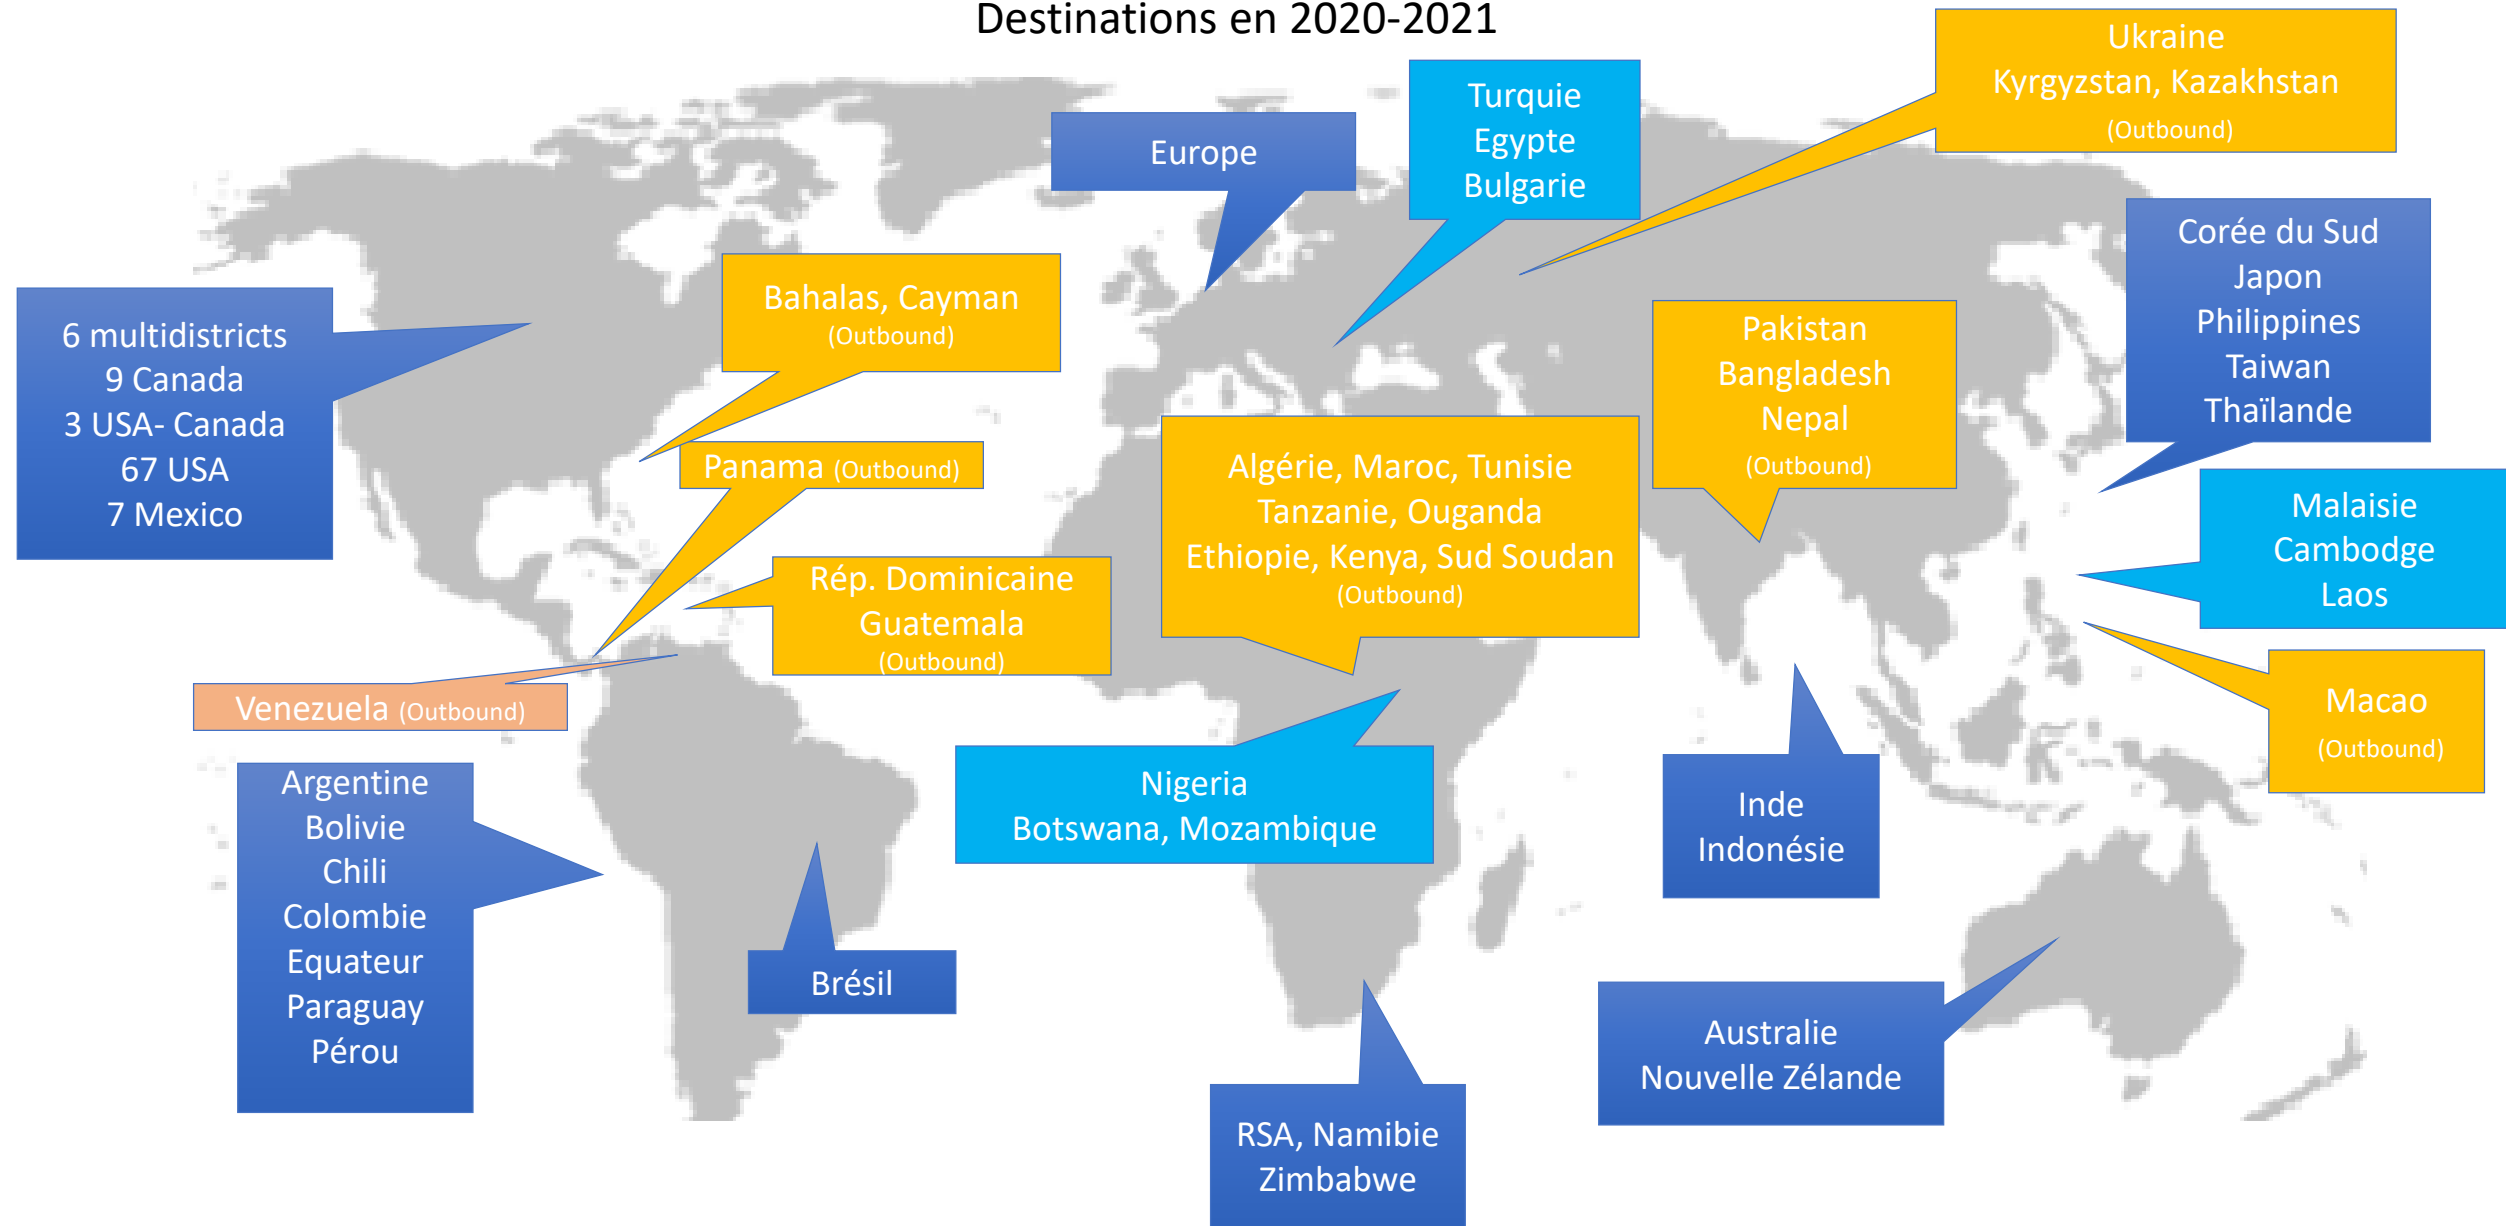 Destinations en 2020-2021
Ukraine
Kyrgyzstan, Kazakhstan
(Outbound)
Turquie
Egypte
Bulgarie
Europe
Corée du Sud
Japon
Philippines
Taiwan
Thaïlande
Bahalas, Cayman
(Outbound)
6 multidistricts
9 Canada
3 USA- Canada
67 USA
7 Mexico
Pakistan
Bangladesh
Nepal
(Outbound)
Panama (Outbound)
Algérie, Maroc, Tunisie
Tanzanie, Ouganda
Ethiopie, Kenya, Sud Soudan
(Outbound)
Malaisie
Cambodge
Laos
Rép. Dominicaine
Guatemala
(Outbound)
Venezuela (Outbound)
Macao
(Outbound)
Nigeria
Botswana, Mozambique
Inde
Indonésie
Argentine
Bolivie
Chili
Colombie
Equateur
Paraguay
Pérou
Brésil
Australie
Nouvelle Zélande
RSA, Namibie
Zimbabwe